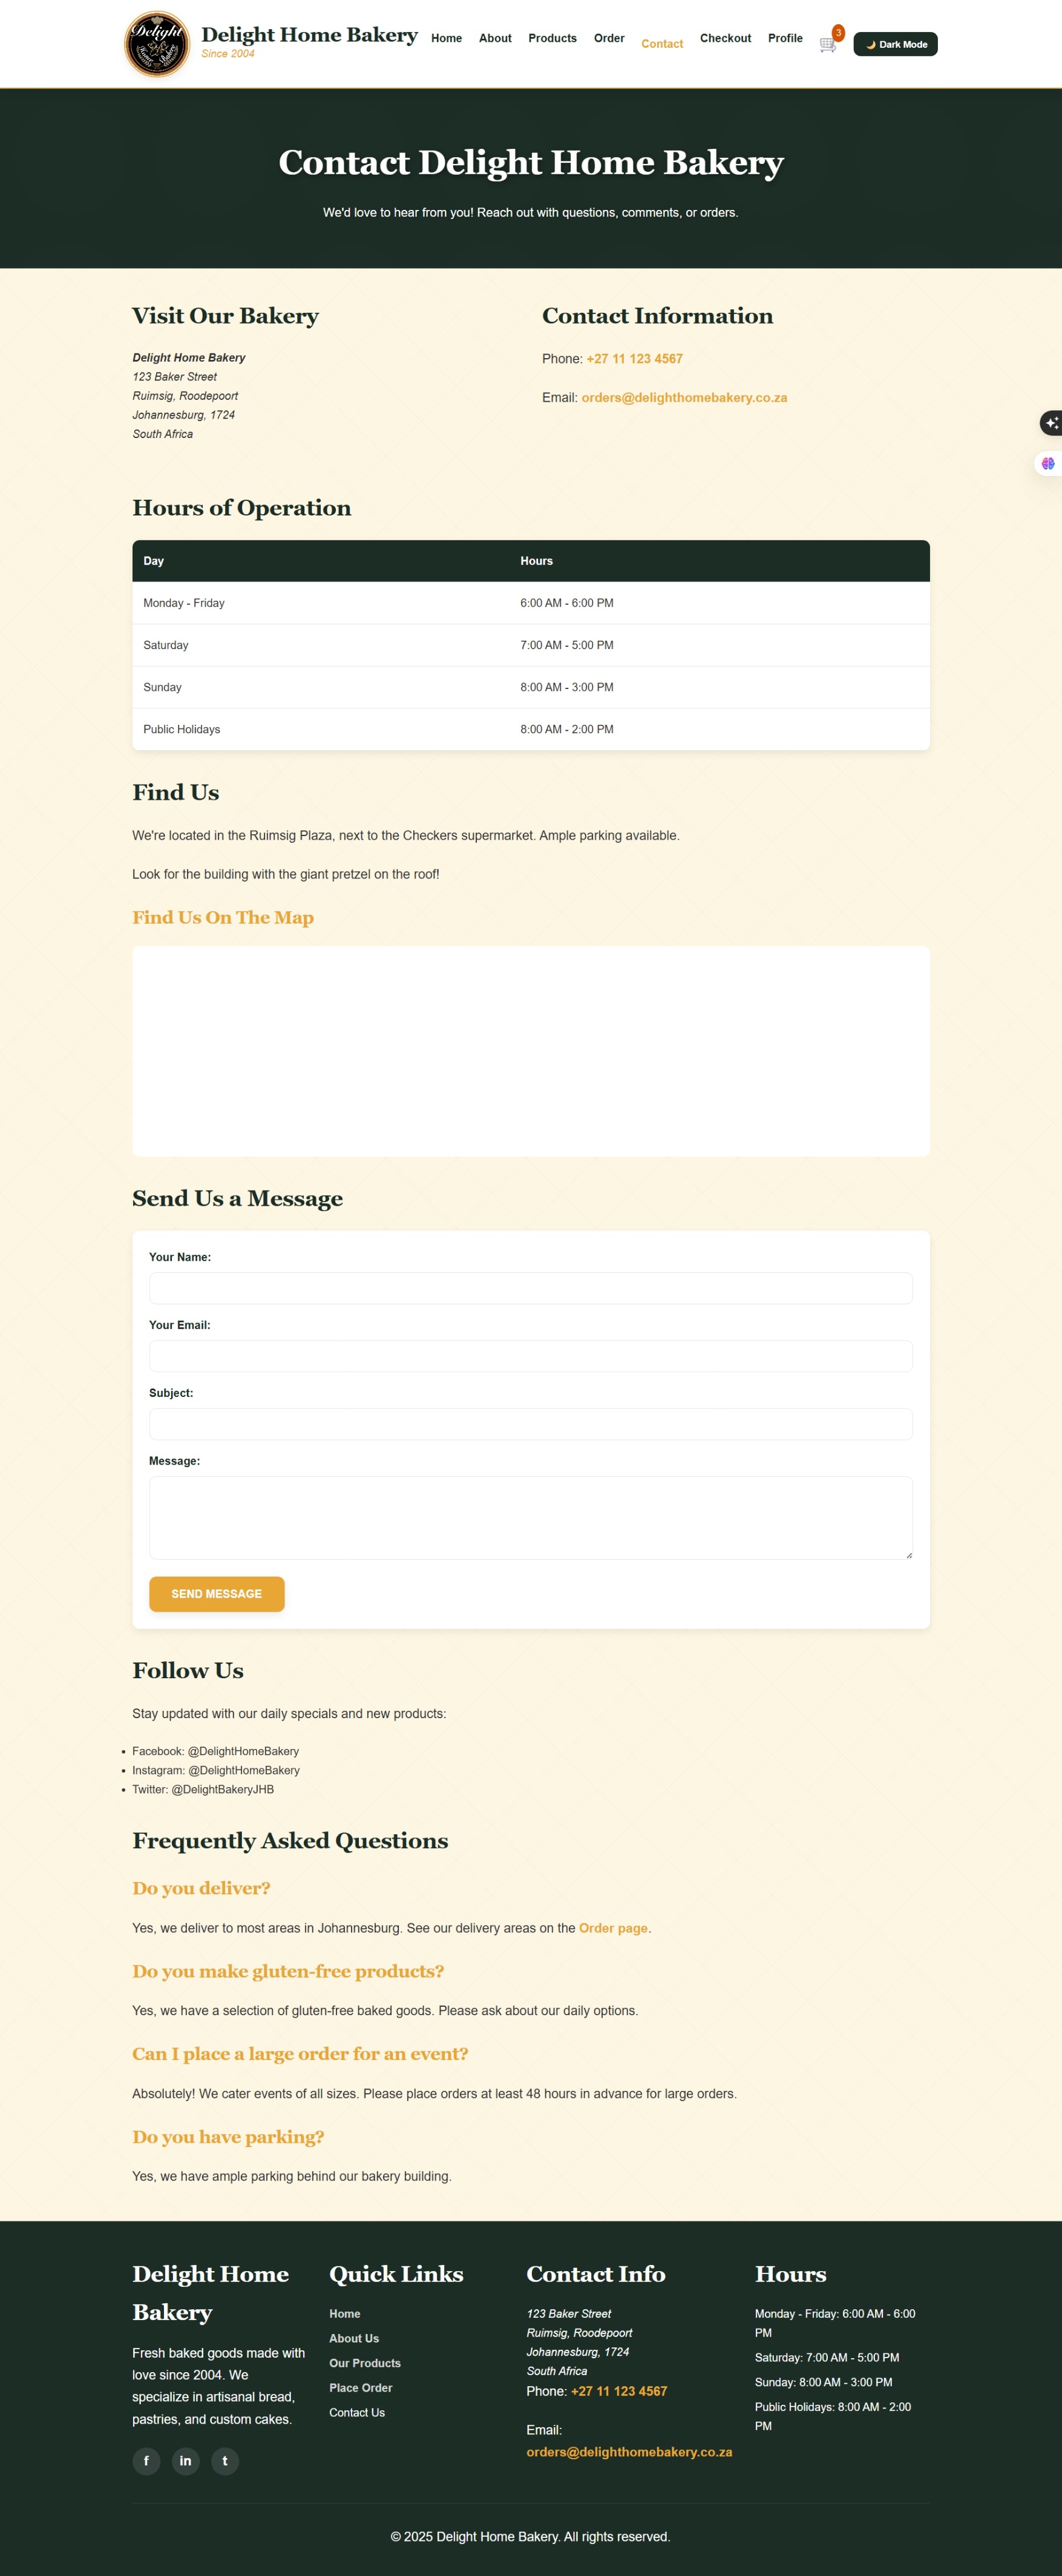 Delight
Delight Home Bakery
Since 2004
Home About Products Order Contact Checkout Profile 3 🌙 Dark Mode
Contact Delight Home Bakery
We'd love to hear from you! Reach out with questions, comments, or orders.
Visit Our Bakery
Delight Home Bakery
123 Baker Street
Ruimsig, Roodepoort
Johannesburg, 1724
South Africa
Contact Information
Phone: +27 11 123 4567
Email: orders@delighthomebakery.co.za
Hours of Operation
Day Hours
Monday - Friday 6:00 AM - 6:00 PM
Saturday 7:00 AM - 5:00 PM
Sunday 8:00 AM - 3:00 PM
Public Holidays 8:00 AM - 2:00 PM
Find Us
We're located in the Ruimsig Plaza, next to the Checkers supermarket. Ample parking available.
Look for the building with the giant pretzel on the roof!
Find Us On The Map
Send Us a Message
Your Name:
Your Email:
Subject:
Message:
SEND MESSAGE
Follow Us
Stay updated with our daily specials and new products:
• Facebook: @DelightHomeBakery
• Instagram: @DelightHomeBakery
• Twitter: @DelightBakeryJHB
Frequently Asked Questions
Do you deliver?
Yes, we deliver to most areas in Johannesburg. See our delivery areas on the Order page.
Do you make gluten-free products?
Yes, we have a selection of gluten-free baked goods. Please ask about our daily options.
Can I place a large order for an event?
Absolutely! We cater events of all sizes. Please place orders at least 48 hours in advance for large orders.
Do you have parking?
Yes, we have ample parking behind our bakery building.
Delight Home
Bakery
Fresh baked goods made with
love since 2004. We
specialize in artisanal bread,
pastries, and custom cakes.
f in t
Quick Links
Home
About Us
Our Products
Place Order
Contact Us
Contact Info
123 Baker Street
Ruimsig, Roodepoort
Johannesburg, 1724
South Africa
Phone: +27 11 123 4567
Email:
orders@delighthomebakery.co.za
Hours
Monday - Friday: 6:00 AM - 6:00
PM
Saturday: 7:00 AM - 5:00 PM
Sunday: 8:00 AM - 3:00 PM
Public Holidays: 8:00 AM - 2:00
PM
© 2025 Delight Home Bakery. All rights reserved.